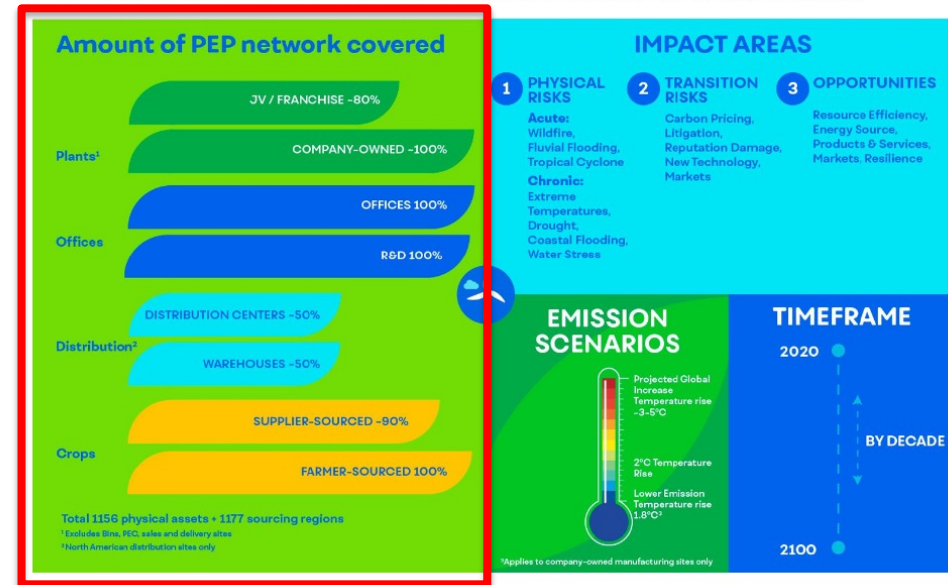 Amount of PEP network covered
JV / FRANCHISE ~80%
Plants¹
COMPANY-OWNED ~100%
OFFICES 100%
Offices
R&D 100%
DISTRIBUTION CENTERS ~50%
Distribution²
WAREHOUSES ~50%
SUPPLIER-SOURCED ~90%
Crops
FARMER-SOURCED 100%
Total 1156 physical assets + 1177 sourcing regions
¹ Excludes Bina, PEC, sales and delivery sites
² North American distribution sites only
IMPACT AREAS
1 PHYSICAL
RISKS
Acute:
Wildfire,
Fluvial Flooding,
Tropical Cyclone
Chronic:
Extreme
Temperatures,
Drought,
Coastal Flooding,
Water Stress
2 TRANSITION
RISKS
Carbon Pricing,
Litigation,
Reputation Damage,
New Technology,
Markets
3 OPPORTUNITIES
Resource Efficiency,
Energy Source,
Products & Services,
Markets, Resilience
EMISSION
SCENARIOS
Projected Global
Increase
Temperature rise
~3-5°C
2°C Temperature
Rise
Lower Emission
Temperature rise
1.8°C³
³Applies to company-owned manufacturing sites only
TIMEFRAME
2020
BY DECADE
2100